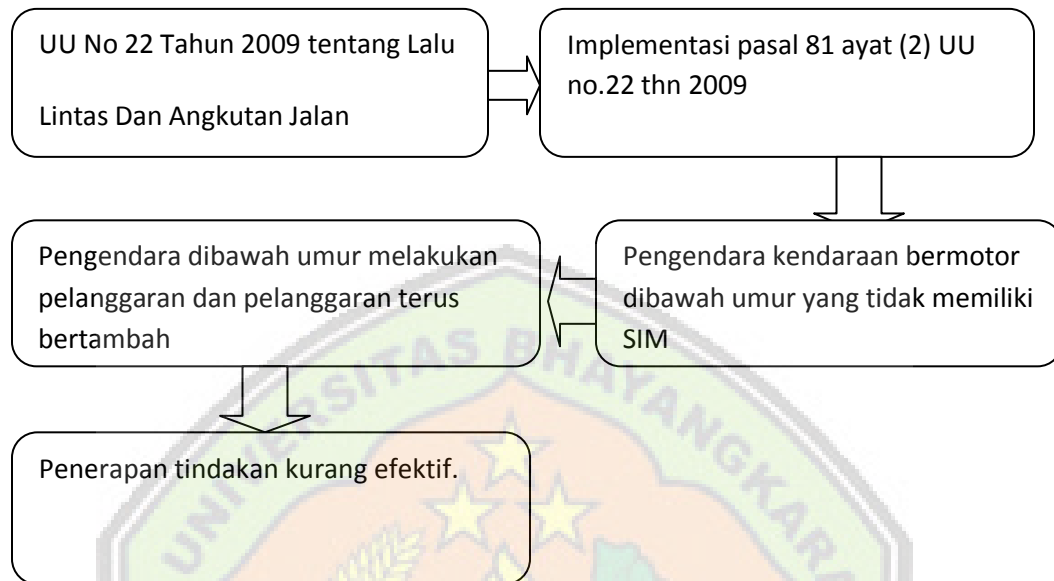 UU No 22 Tahun 2009 tentang Lalu
Lintas Dan Angkutan Jalan
Implementasi pasal 81 ayat (2) UU
no.22 thn 2009
Pengendara kendaraan bermotor
dibawah umur yang tidak memiliki
SIM
Pengendara dibawah umur melakukan
pelanggaran dan pelanggaran terus
bertambah
Penerapan tindakan kurang efektif.
UNIVERSITAS BHAYANGKARA